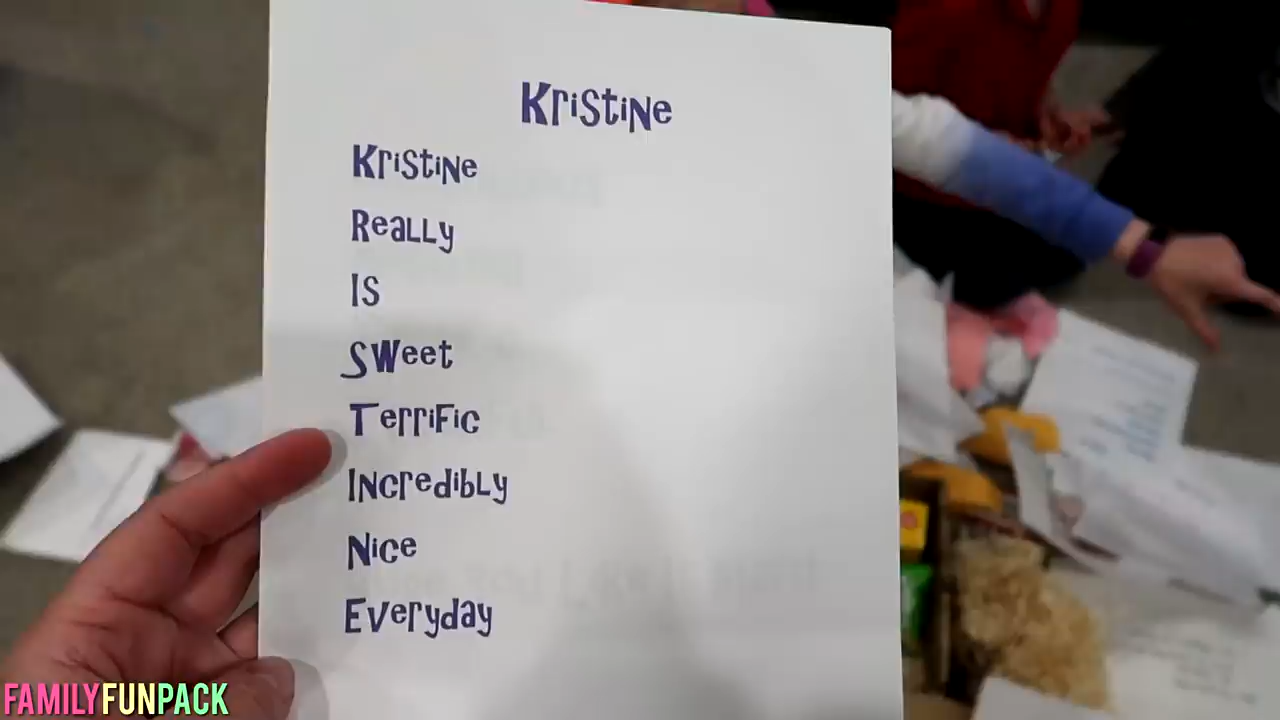 Kristine
Kristine
Really
Is
Sweet
Terrific
Incredibly
Nice
Everyday
FAMILYFUNPACK